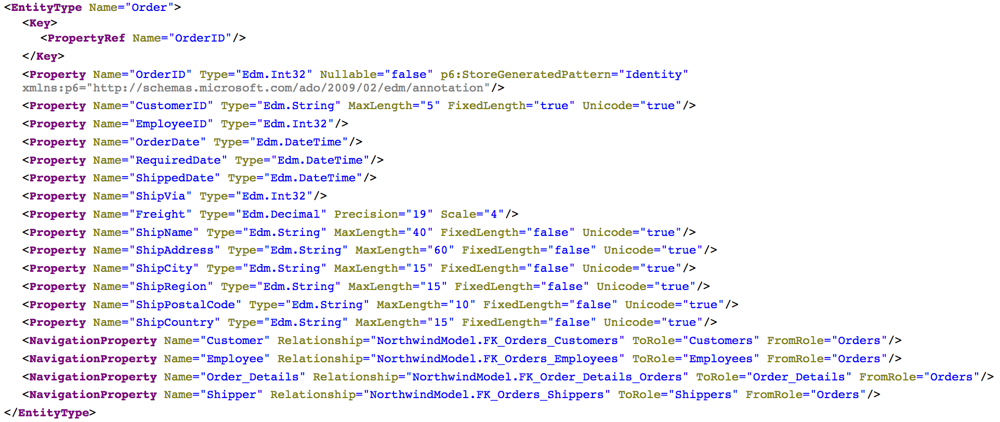 <EntityType Name="Order">
<Key>
<PropertyRef Name="OrderID"/>
</Key>
<Property Name="OrderID" Type="Edm.Int32" Nullable="false" p6:StoreGeneratedPattern="Identity"
xmlns:p6="http://schemas.microsoft.com/ado/2009/02/edm/annotation"/>
<Property Name="CustomerID" Type="Edm.String" MaxLength="5" FixedLength="true" Unicode="true"/>
<Property Name="EmployeeID" Type="Edm.Int32"/>
<Property Name="OrderDate" Type="Edm.DateTime"/>
<Property Name="RequiredDate" Type="Edm.DateTime"/>
<Property Name="ShippedDate" Type="Edm.DateTime"/>
<Property Name="ShipVia" Type="Edm.Int32"/>
<Property Name="Freight" Type="Edm.Decimal" Precision="19" Scale="4"/>
<Property Name="ShipName" Type="Edm.String" MaxLength="40" FixedLength="false" Unicode="true"/>
<Property Name="ShipAddress" Type="Edm.String" MaxLength="60" FixedLength="false" Unicode="true"/>
<Property Name="ShipCity" Type="Edm.String" MaxLength="15" FixedLength="false" Unicode="true"/>
<Property Name="ShipRegion" Type="Edm.String" MaxLength="15" FixedLength="false" Unicode="true"/>
<Property Name="ShipPostalCode" Type="Edm.String" MaxLength="10" FixedLength="false" Unicode="true"/>
<Property Name="ShipCountry" Type="Edm.String" MaxLength="15" FixedLength="false" Unicode="true"/>
<NavigationProperty Name="Customer" Relationship="NorthwindModel.FK_Orders_Customers" ToRole="Customers" FromRole="Orders"/>
<NavigationProperty Name="Employee" Relationship="NorthwindModel.FK_Orders_Employees" ToRole="Employees" FromRole="Orders"/>
<NavigationProperty Name="Order_Details" Relationship="NorthwindModel.FK_Order_Details_Orders" ToRole="Order_Details" FromRole="Orders"/>
<NavigationProperty Name="Shipper" Relationship="NorthwindModel.FK_Orders_Shippers" ToRole="Shippers" FromRole="Orders"/>
</EntityType>